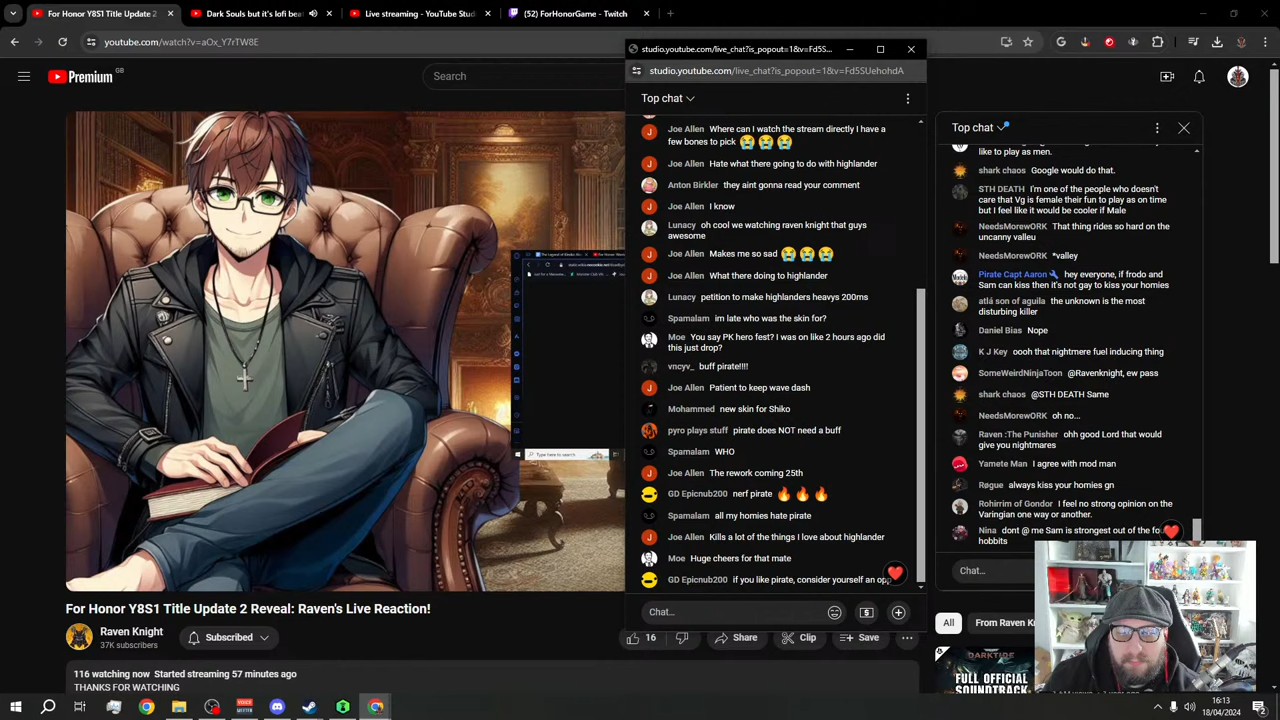 For Honor Y8S1 Title Update 2
Dark Souls but it's lofi bea
Live streaming - YouTube Stud
(52) ForHonorGame - Twitch
youtube.com/watch?v=aOx_Y7rTW8E
studio.youtube.com/live_chat?is_popout=1&v=Fd5S...
studio.youtube.com/live_chat?is_popout=1&v=Fd5SUehohdA
Premium GB
Search
Top chat
Joe Allen Where can I watch the stream directly I have a
few bones to pick 😭 😭 😭
Joe Allen Hate what there going to do with highlander
Anton Birkler they aint gonna read your comment
Joe Allen I know
Lunacy oh cool we watching raven knight that guys
awesome
Joe Allen Makes me so sad 😭 😭 😭
Joe Allen What there doing to highlander
Lunacy petition to make highlanders heavys 200ms
Spamalam im late who was the skin for?
Moe You say PK hero fest? I was on like 2 hours ago did
this just drop?
vncyv_ buff pirate!!!!
Joe Allen Patient to keep wave dash
Mohammed new skin for Shiko
pyro plays stuff pirate does NOT need a buff
Spamalam WHO
Joe Allen The rework coming 25th
GD Epicnub200 nerf pirate 🔥 🔥 🔥
Spamalam all my homies hate pirate
Joe Allen Kills a lot of the things I love about highlander
Moe Huge cheers for that mate
GD Epicnub200 if you like pirate, consider yourself an opp
Chat...
Top chat
like to play as men.
shark chaos Google would do that.
STH DEATH I'm one of the people who doesn't
care that Vg is female their fun to play as on time
but I feel like it would be cooler if Male
NeedsMorewORK That thing rides so hard on the
uncanny valleu
NeedsMorewORK *valley
Pirate Capt Aaron hey everyone, if frodo and
Sam can kiss then it's not gay to kiss your homies
atlá son of aguila the unknown is the most
disturbing killer
Daniel Bias Nope
K J Key oooh that nightmere fuel inducing thing
SomeWeirdNinjaToon @Ravenknight, ew pass
shark chaos @STH DEATH Same
NeedsMorewORK oh no...
Raven :The Punisher ohh good Lord that would
give you nightmares
Yamete Man I agree with mod man
Røgue always kiss your homies gn
Rohirrim of Gondor I feel no strong opinion on the
Varingian one way or another.
Nina dont @ me Sam is strongest out of the fo
hobbits
Chat...
Type here to search
For Honor Y8S1 Title Update 2 Reveal: Raven's Live Reaction!
Raven Knight
37K subscribers
Subscribed
16
Share
Clip
Save
All
From Raven K
116 watching now Started streaming 57 minutes ago
THANKS FOR WATCHING
DARKTIDE
FULL OFFICIAL
SOUNDTRACK
16:13
18/04/2024